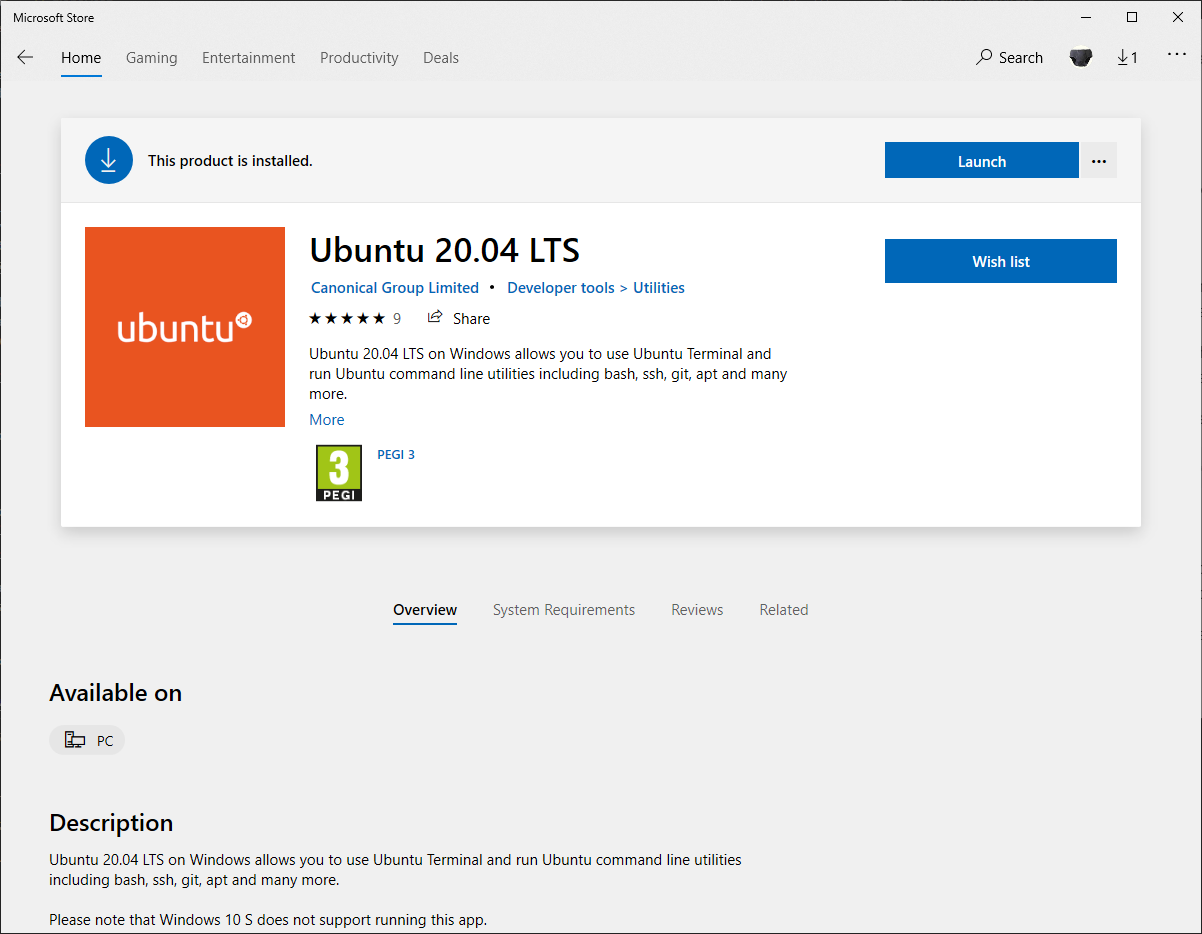 Microsoft Store
Home Gaming Entertainment Productivity Deals Search 1
This product is installed. Launch
ubuntu
Ubuntu 20.04 LTS
Wish list
Canonical Group Limited • Developer tools > Utilities
★★★★★ 9 Share
Ubuntu 20.04 LTS on Windows allows you to use Ubuntu Terminal and
run Ubuntu command line utilities including bash, ssh, git, apt and many
more.
More
3
PEGI
PEGI 3
Overview System Requirements Reviews Related
Available on
PC
Description
Ubuntu 20.04 LTS on Windows allows you to use Ubuntu Terminal and run Ubuntu command line utilities
including bash, ssh, git, apt and many more.
Please note that Windows 10 S does not support running this app.